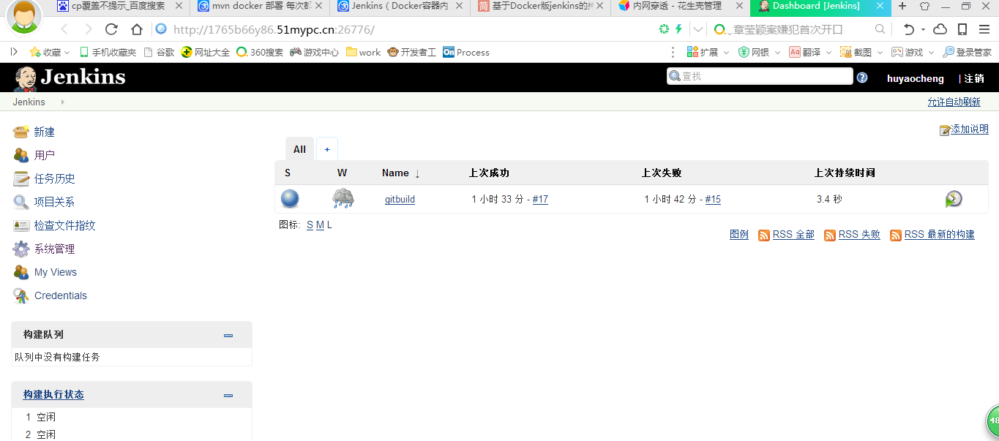 cp覆盖不提示_百度搜索
mvn docker 部署 每次都
Jenkins（Docker容器内
简 基于Docker版jenkins的
内网穿透 - 花生壳管理
Dashboard [Jenkins]
http://1765b66y86.51mypc.cn:26776/
章莹颖案嫌犯首次开口
收藏 手机收藏夹 谷歌 网址大全 360搜索 游戏中心 work 开发者工 On Process 扩展 网银 Aa 翻译 截图 游戏 登录管家
Jenkins 查找 ? huyaocheng | 注销
Jenkins 允许自动刷新
添加说明
新建
用户
任务历史
项目关系
检查文件指纹
系统管理
My Views
Credentials
构建队列
队列中没有构建任务
构建执行状态
1 空闲
2 空闲
All +
S W Name ↓ 上次成功 上次失败 上次持续时间
gitbuild 1 小时 33 分 - #17 1 小时 42 分 - #15 3.4 秒
图标: S M L
图例 RSS 全部 RSS 失败 RSS 最新的构建
48